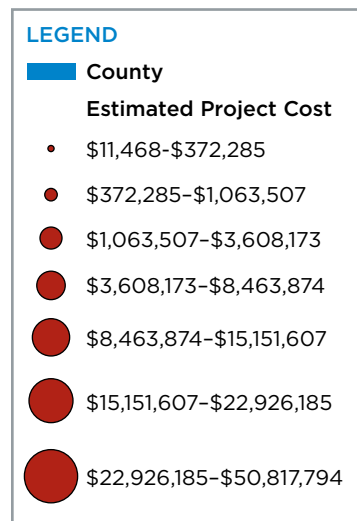 LEGEND
County
Estimated Project Cost
$11,468-$372,285
$372,285–$1,063,507
$1,063,507–$3,608,173
$3,608,173–$8,463,874
$8,463,874–$15,151,607
$15,151,607–$22,926,185
$22,926,185–$50,817,794